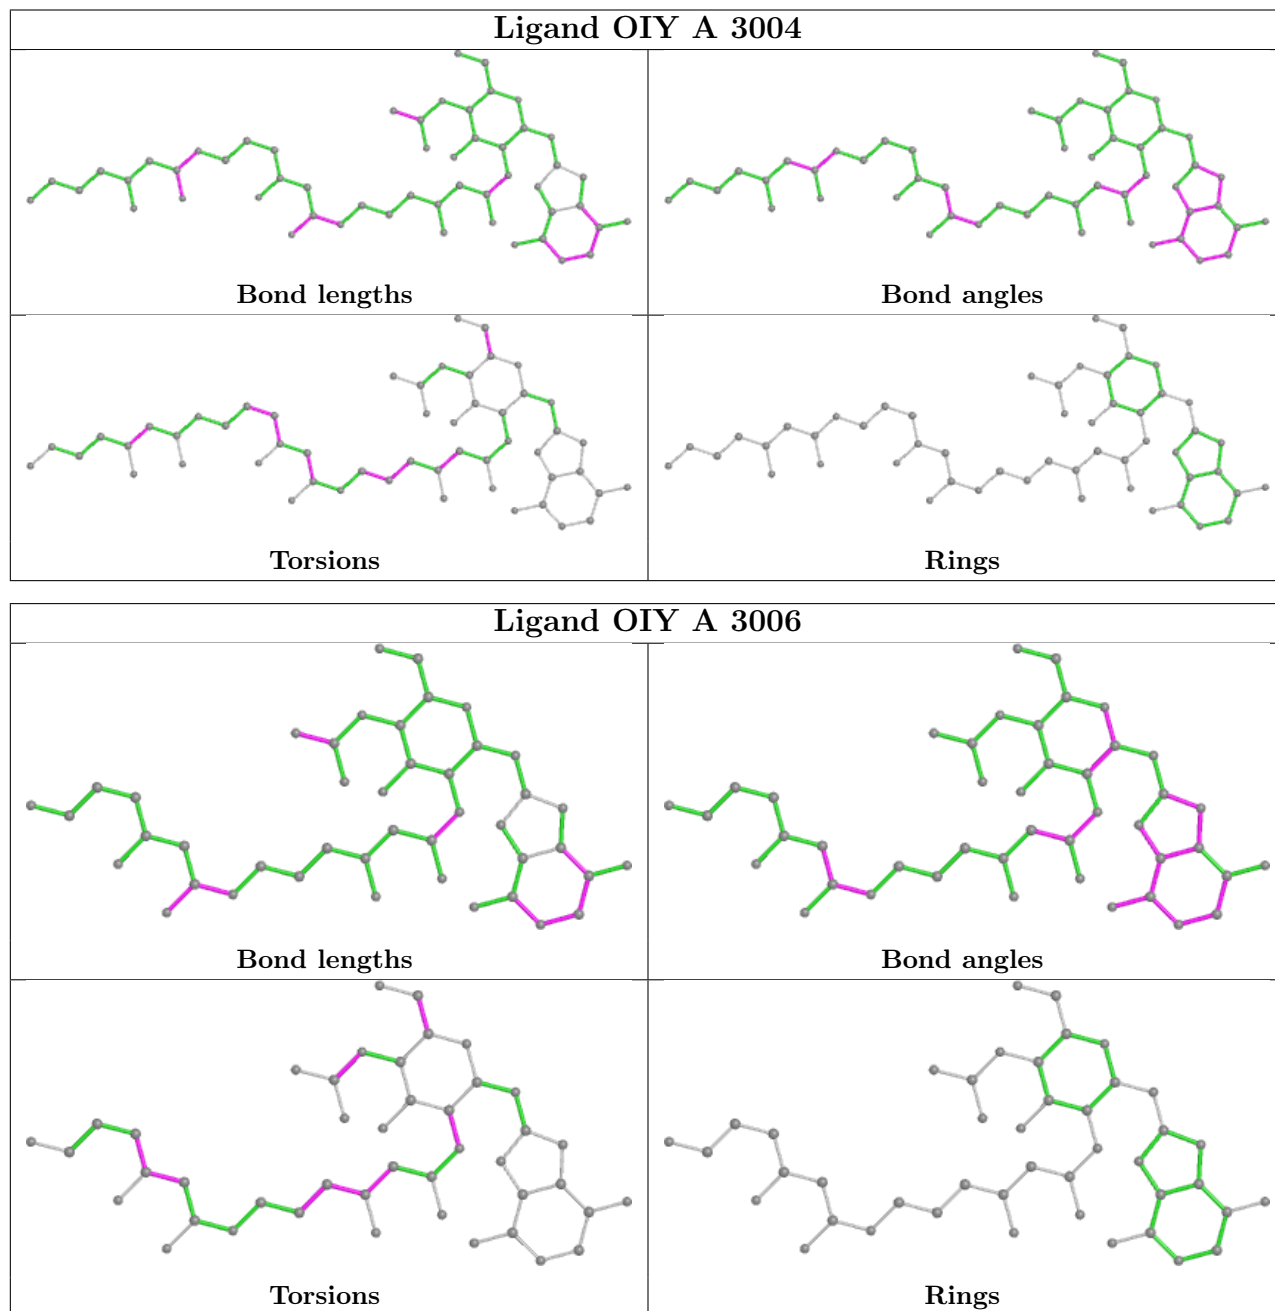 Ligand OIY A 3004
Bond lengths
Bond angles
Torsions
Rings
Ligand OIY A 3006
Bond lengths
Bond angles
Torsions
Rings